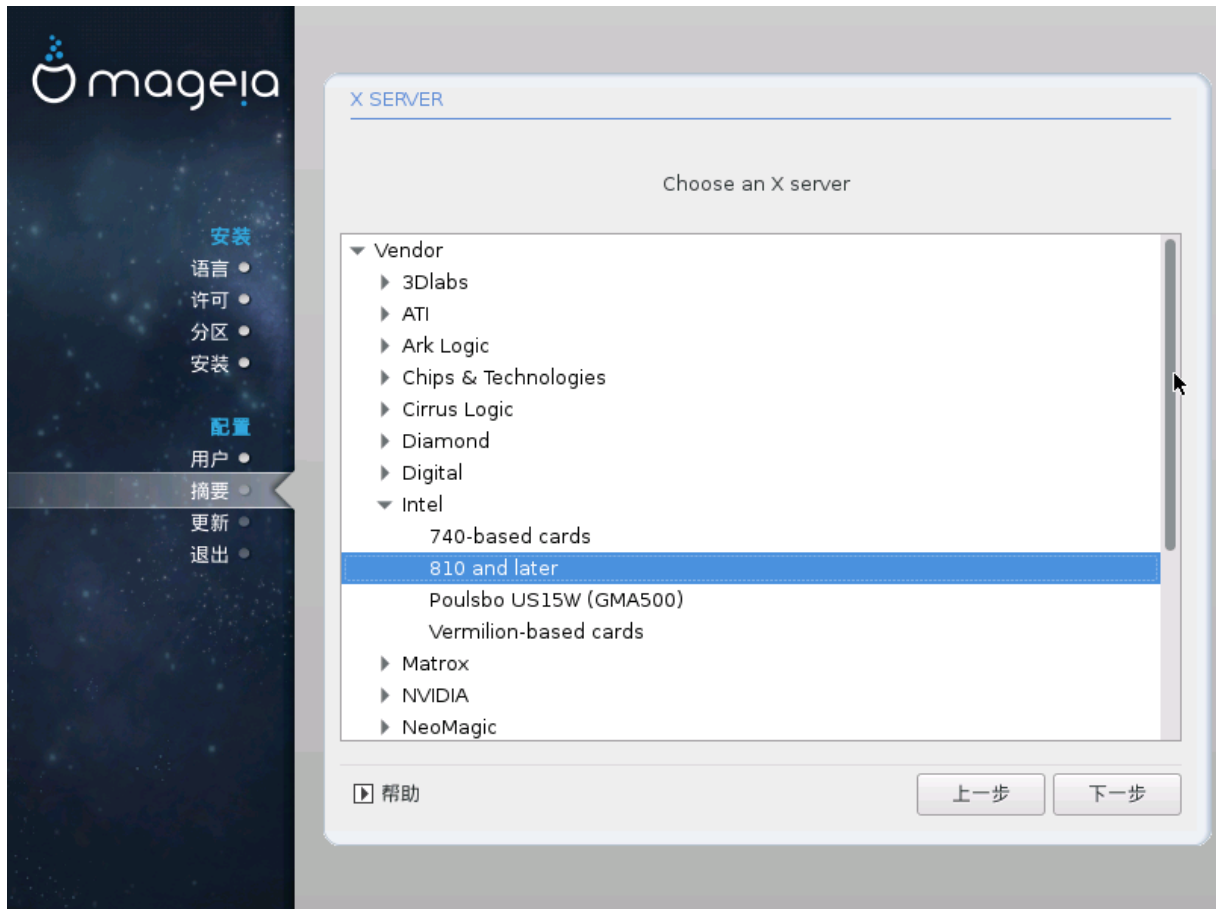 mageia
安装
语言
许可
分区
安装
配置
用户
摘要
更新
退出
X SERVER
Choose an X server
Vendor
3Dlabs
ATI
Ark Logic
Chips & Technologies
Cirrus Logic
Diamond
Digital
Intel
740-based cards
810 and later
Poulsbo US15W (GMA500)
Vermilion-based cards
Matrox
NVIDIA
NeoMagic
帮助
上一步
下一步